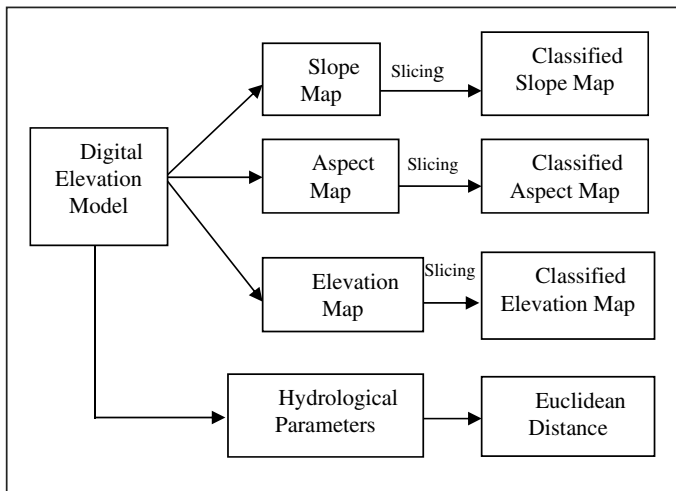 Slope
Map
Slicing
Classified
Slope Map
Digital
Elevation
Model
Aspect
Map
Slicing
Classified
Aspect Map
Elevation
Map
Slicing
Classified
Elevation Map
Hydrological
Parameters
Euclidean
Distance